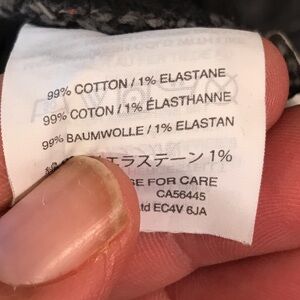 99% COTTON / 1% ELASTANE
99% COTON / 1% ÉLASTHANNE
99% BAUMWOLLE / 1% ELASTAN
エラステーン 1%
SE FOR CARE
CA56445
td EC4V 6JA